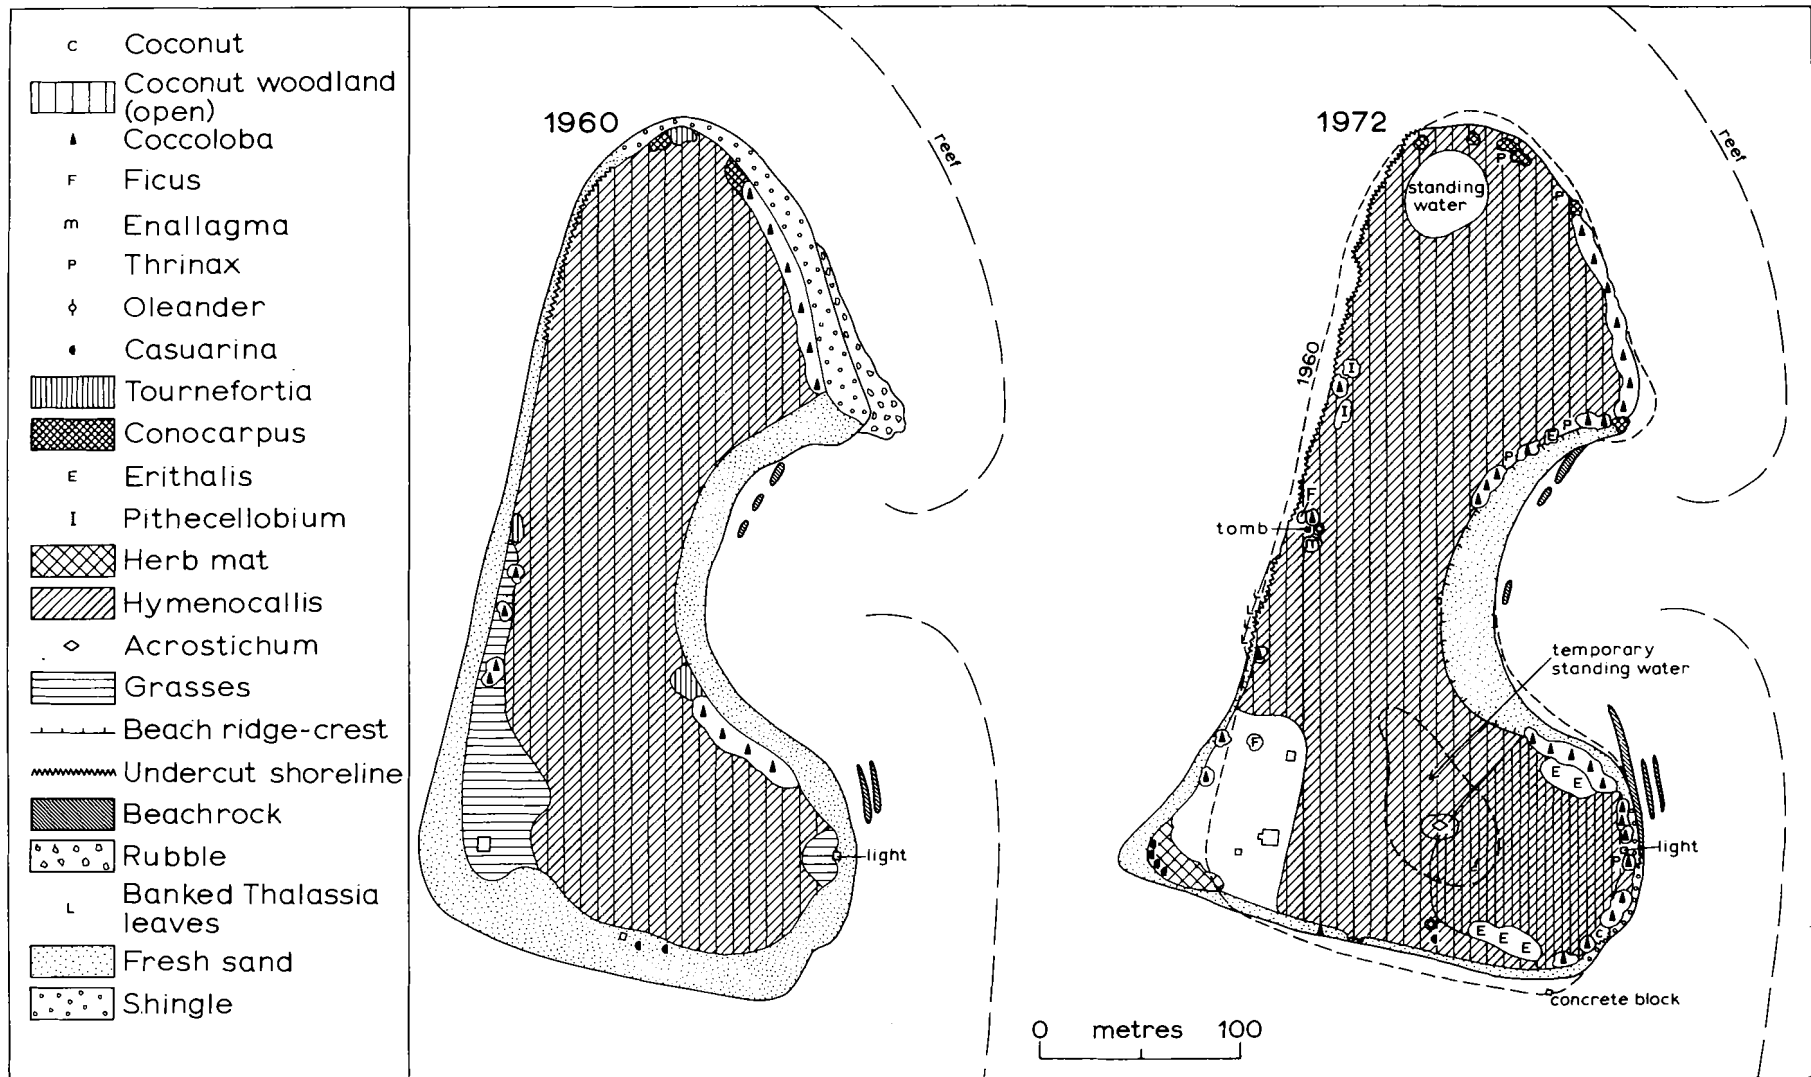 C Coconut
Coconut woodland
(open)
Coccoloba
F Ficus
m Enallagma
P Thrinax
Oleander
Casuarina
Tournefortia
Conocarpus
E Erithalis
I Pithecellobium
Herb mat
Hymenocallis
Acrostichum
Grasses
Beach ridge-crest
Undercut shoreline
Beachrock
Rubble
L Banked Thalassia
leaves
Fresh sand
Shingle
1960
reef
light
1972
reef
standing
water
P
P
1960
I
I
P
E
P
F
tomb
m
L
L
L
temporary
standing water
F
E
E
light
P
L
C
E
E
E
concrete block
0 metres 100